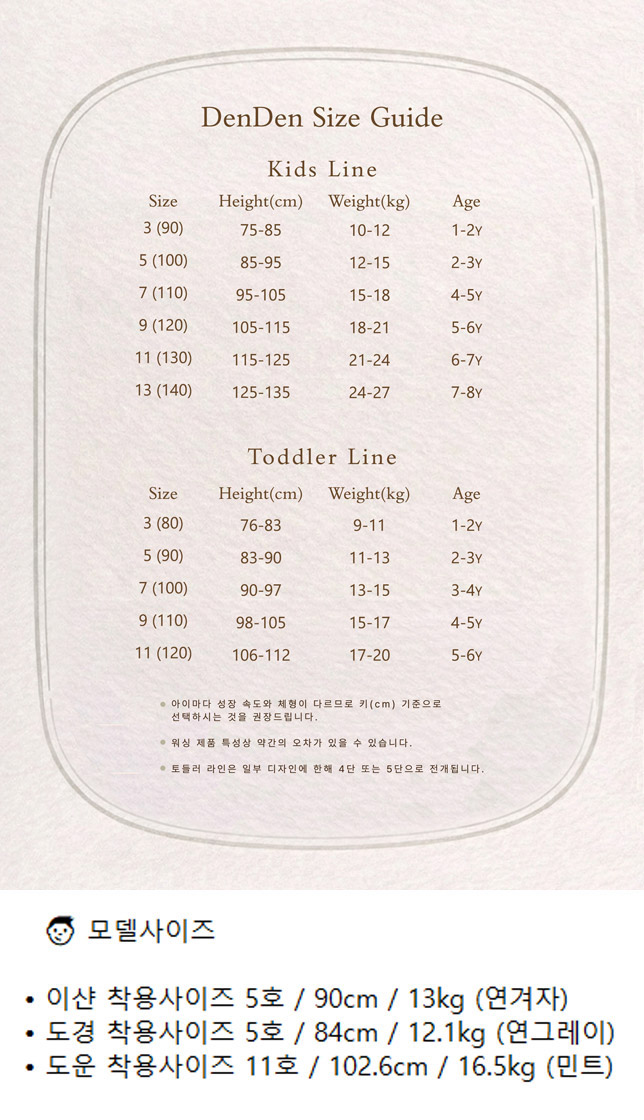 DenDen Size Guide
Kids Line
Size Height(cm) Weight(kg) Age
3 (90) 75-85 10-12 1-2Y
5 (100) 85-95 12-15 2-3Y
7 (110) 95-105 15-18 4-5Y
9 (120) 105-115 18-21 5-6Y
11 (130) 115-125 21-24 6-7Y
13 (140) 125-135 24-27 7-8Y
Toddler Line
Size Height(cm) Weight(kg) Age
3 (80) 76-83 9-11 1-2Y
5 (90) 83-90 11-13 2-3Y
7 (100) 90-97 13-15 3-4Y
9 (110) 98-105 15-17 4-5Y
11 (120) 106-112 17-20 5-6Y
아이마다 성장 속도와 체형이 다르므로 키(cm) 기준으로
선택하시는 것을 권장드립니다.
워싱 제품 특성상 약간의 오차가 있을 수 있습니다.
토들러 라인은 일부 디자인에 한해 4단 또는 5단으로 전개됩니다.
모델사이즈
• 이샨 착용사이즈 5호 / 90cm / 13kg (연겨자)
• 도경 착용사이즈 5호 / 84cm / 12.1kg (연그레이)
• 도운 착용사이즈 11호 / 102.6cm / 16.5kg (민트)